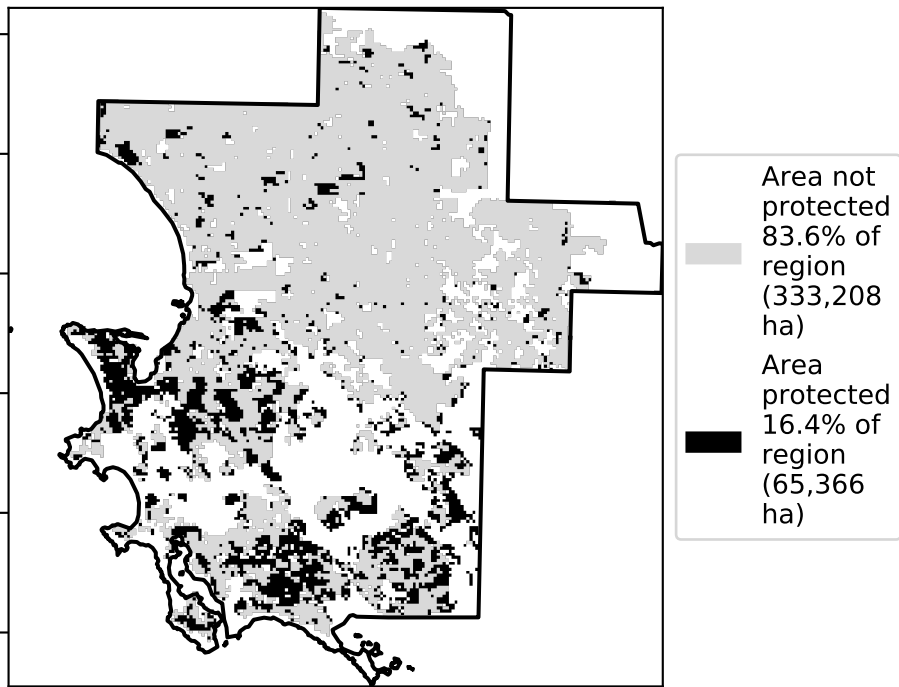 Area not
protected
83.6% of
region
(333,208
ha)
Area
protected
16.4% of
region
(65,366
ha)